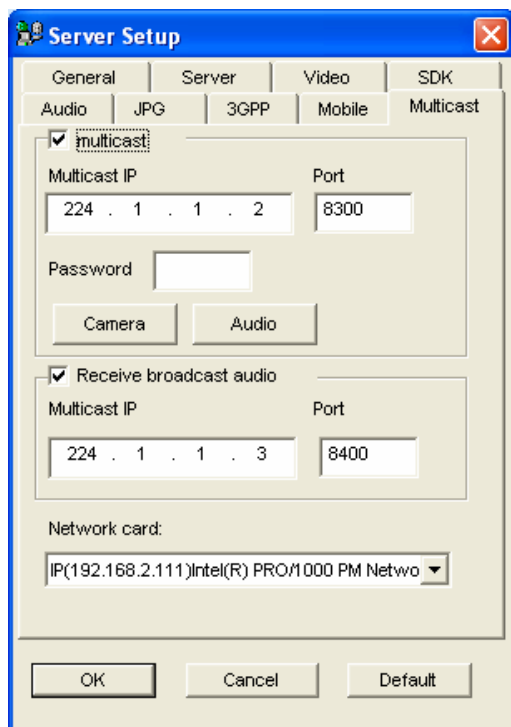 Server Setup
General Server Video SDK
Audio JPG 3GPP Mobile Multicast
multicast
Multicast IP Port
224 . 1 . 1 . 2 8300
Password
Camera Audio
Receive broadcast audio
Multicast IP Port
224 . 1 . 1 . 3 8400
Network card:
IP(192.168.2.111)Intel(R) PRO/1000 PM Netwo
OK Cancel Default